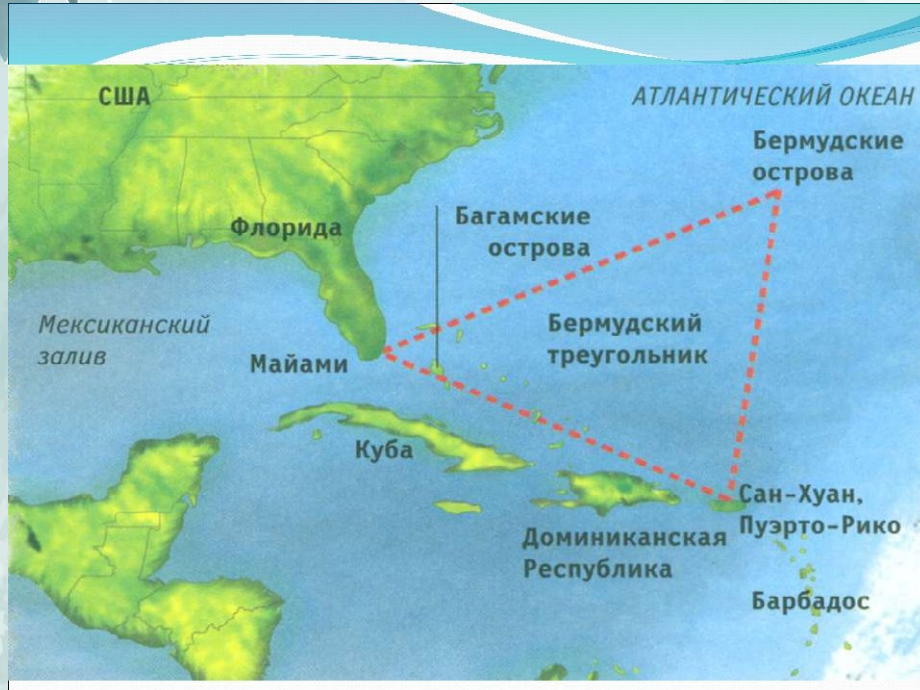 США
АТЛАНТИЧЕСКИЙ ОКЕАН
Бермудские
острова
Флорида
Багамские
острова
Мексиканский
залив
Бермудский
треугольник
Майами
Куба
Сан-Хуан,
Пуэрто-Рико
Доминиканская
Республика
Барбадос